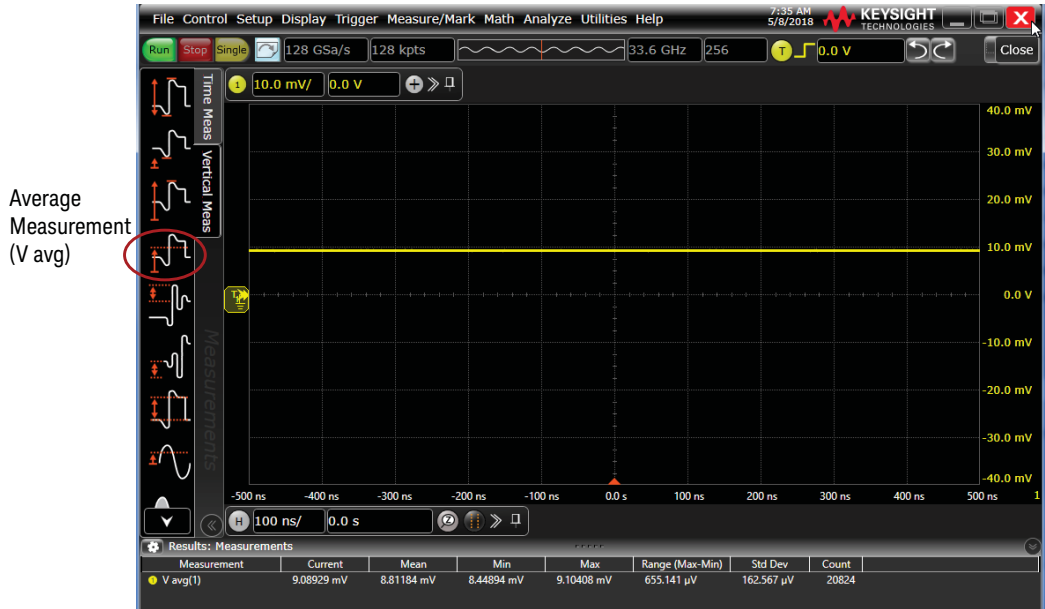 File Control Setup Display Trigger Measure/Mark Math Analyze Utilities Help
7:35 AM
5/8/2018
KEYSIGHT
TECHNOLOGIES
Run Stop Single 128 GSa/s 128 kpts 33.6 GHz 256 T 0.0 V Close
1 10.0 mV/ 0.0 V
Time Meas
Vertical Meas
Measurements
Average
Measurement
(V avg)
40.0 mV
30.0 mV
20.0 mV
10.0 mV
0.0 V
-10.0 mV
-20.0 mV
-30.0 mV
-40.0 mV
T
-500 ns -400 ns -300 ns -200 ns -100 ns 0.0 s 100 ns 200 ns 300 ns 400 ns 500 ns 1
H 100 ns/ 0.0 s Z
Results: Measurements
Measurement Current Mean Min Max Range (Max-Min) Std Dev Count
V avg(1) 9.08929 mV 8.81184 mV 8.44894 mV 9.10408 mV 655.141 µV 162.567 µV 20824